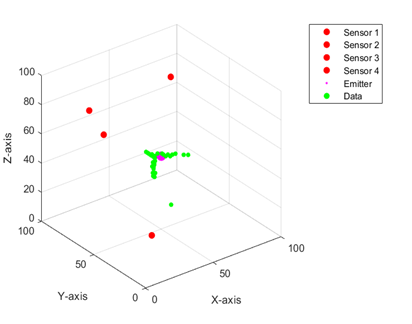 Sensor 1
Sensor 2
Sensor 3
Sensor 4
Emitter
Data
Z-axis
100
80
60
40
20
0
100
50
0
Y-axis
0
50
100
X-axis